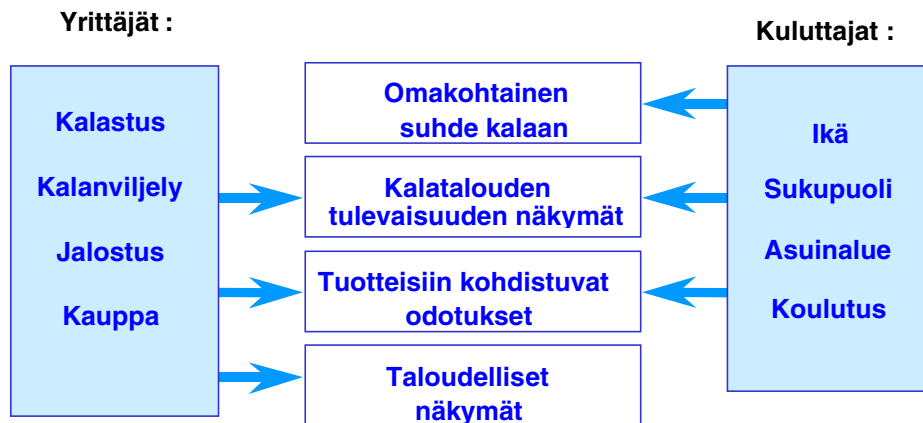 Yrittäjät :
Kalastus
Kalanviljely
Jalostus
Kauppa
Omakohtainen
suhde kalaan
Kalatalouden
tulevaisuuden näkymät
Tuotteisiin kohdistuvat
odotukset
Taloudelliset
näkymät
Kuluttajat :
Ikä
Sukupuoli
Asuinalue
Koulutus